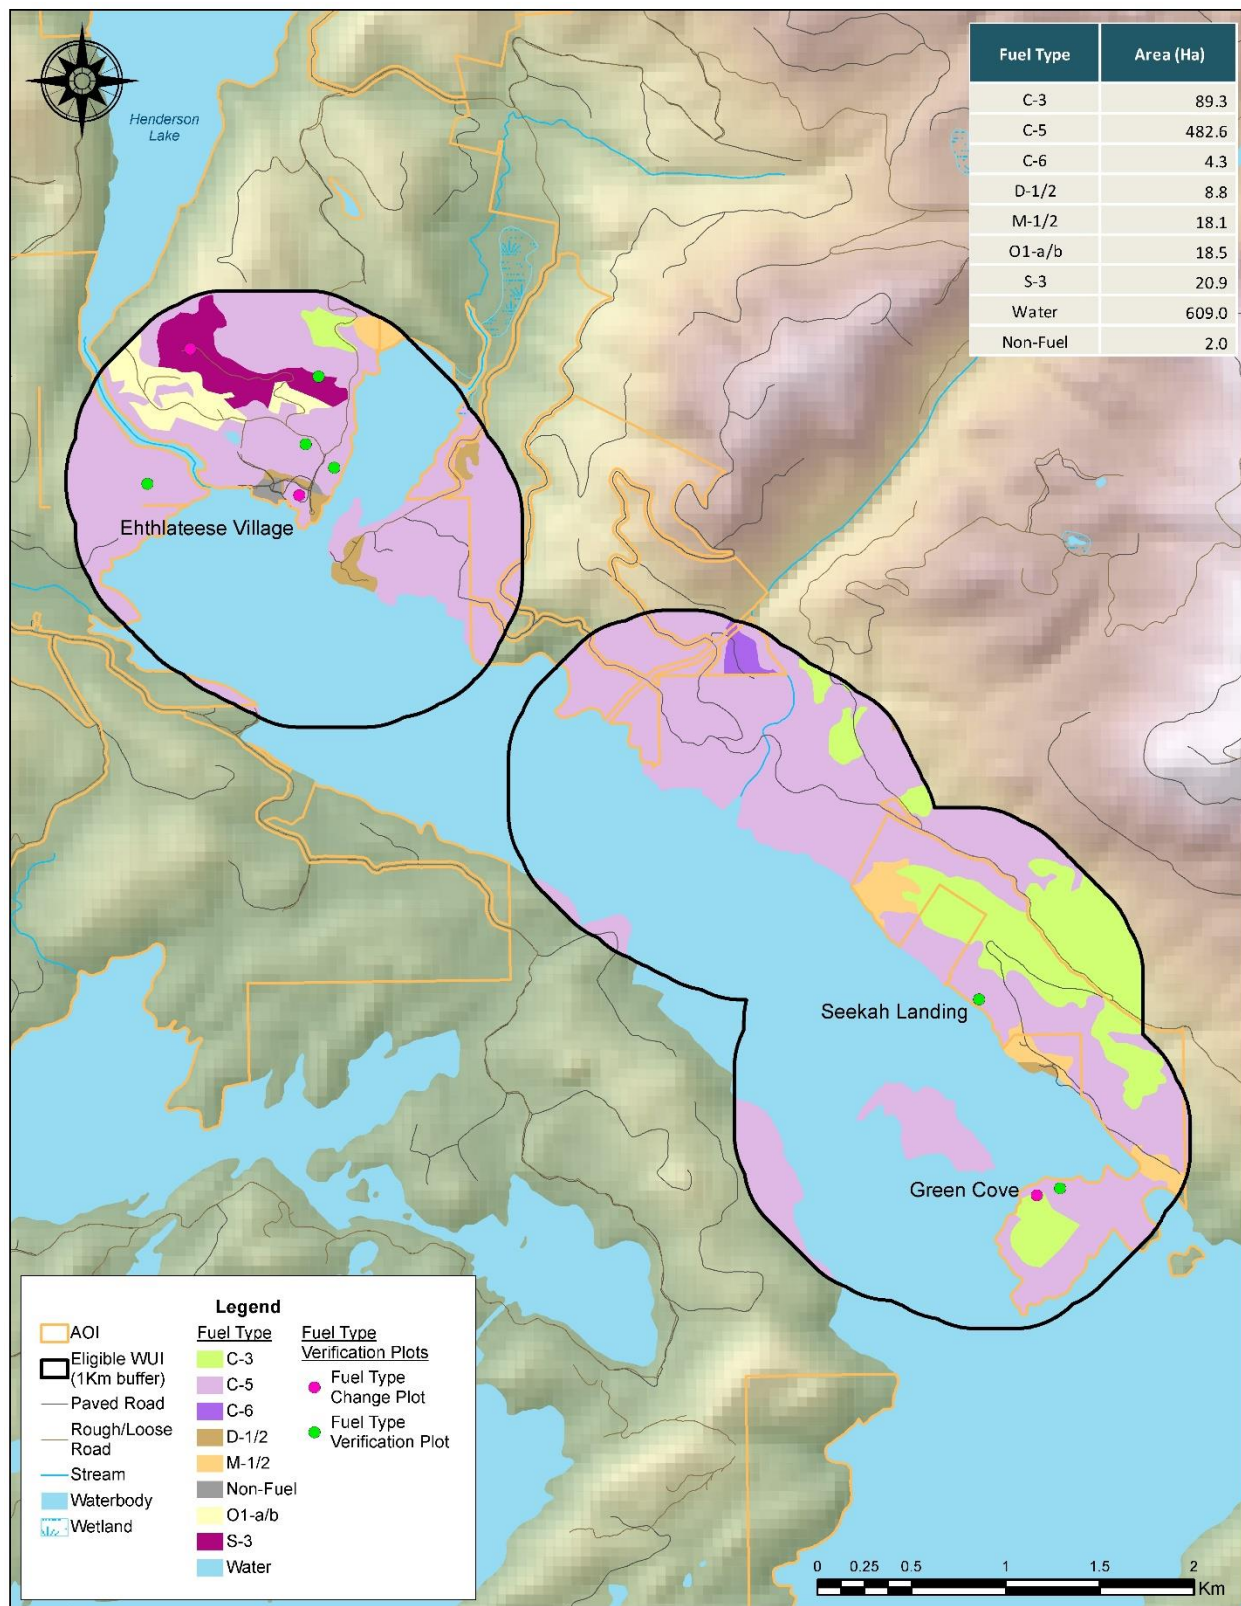 Henderson
Lake
Fuel Type Area (Ha)
C-3 89.3
C-5 482.6
C-6 4.3
D-1/2 8.8
M-1/2 18.1
O1-a/b 18.5
S-3 20.9
Water 609.0
Non-Fuel 2.0
Ehthlateese Village
Seekah Landing
Green Cove
Legend
AOI
Eligible WUI
(1Km buffer)
Paved Road
Rough/Loose
Road
Stream
Waterbody
Wetland
Fuel Type
C-3
C-5
C-6
D-1/2
M-1/2
Non-Fuel
O1-a/b
S-3
Water
Fuel Type
Verification Plots
Fuel Type
Change Plot
Fuel Type
Verification Plot
0 0.25 0.5 1 1.5 2
Km